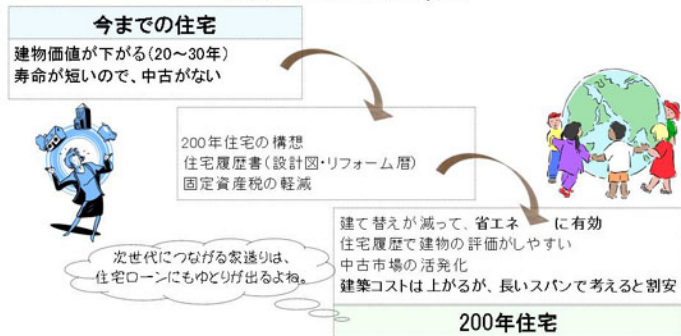 今までの住宅
建物価値が下がる(20～30年)
寿命が短いので、中古がない
200年住宅の構想
住宅履歴書(設計図・リフォーム暦)
固定資産税の軽減
建て替えが減って、省エネ　　に有効
住宅履歴で建物の評価がしやすい
中古市場の活発化
建築コストは上がるが、長いスパンで考えると割安
200年住宅
次世代につながる家造りは、
住宅ローンにもゆとりが出るよね。